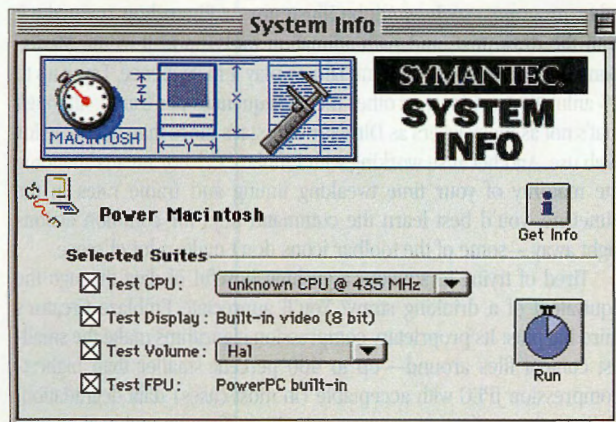 System Info
SYMANTEC.
SYSTEM
INFO
MACINTOSH
Z
X
Y
Power Macintosh
Get Info
Selected Suites
Test CPU: unknown CPU @ 435 MHz
Test Display: built-in video (8 bit)
Test Volume: Hal
Test FPU: PowerPC built-in
Run